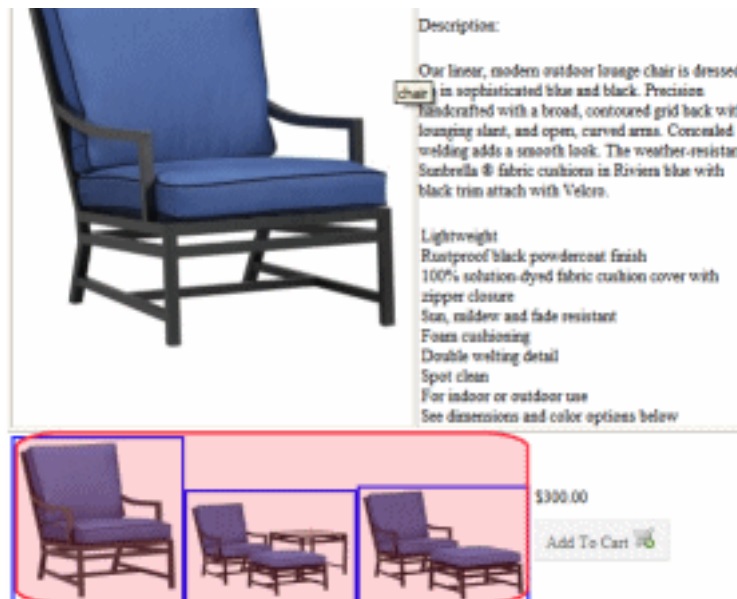 Description:
Our linear, modern outdoor lounge chair is dressed
chair
in sophisticated blue and black. Precision
handcrafted with a broad, contoured grid back with
lounging slant, and open, curved arms. Concealed
welding adds a smooth look. The weather-resistan
Sunbrella ® fabric cushions in Riviera blue with
black trim attach with Velcro.
Lightweight
Rustproof black powdercoat finish
100% solution-dyed fabric cushion cover with
zipper closure
Sun, mildew and fade resistant
Foam cushioning
Double welting detail
Spot clean
For indoor or outdoor use
See dimensions and color options below
$300.00
Add To Cart